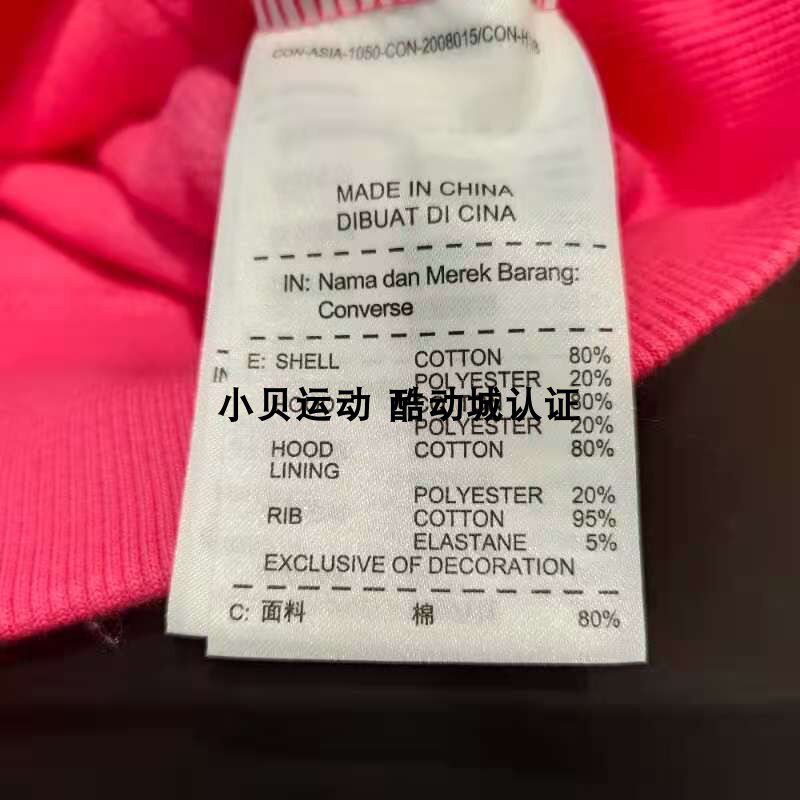 CON-ASIA-1050-CON-2008015/CON-H
MADE IN CHINA
DIBUAT DI CINA
IN: Nama dan Merek Barang:
Converse
E: SHELL COTTON 80%
POLYESTER 20%
小贝运动 酷动城认证
80%
POLYESTER 20%
HOOD COTTON 80%
LINING
POLYESTER 20%
RIB COTTON 95%
ELASTANE 5%
EXCLUSIVE OF DECORATION
C: 面料 棉 80%